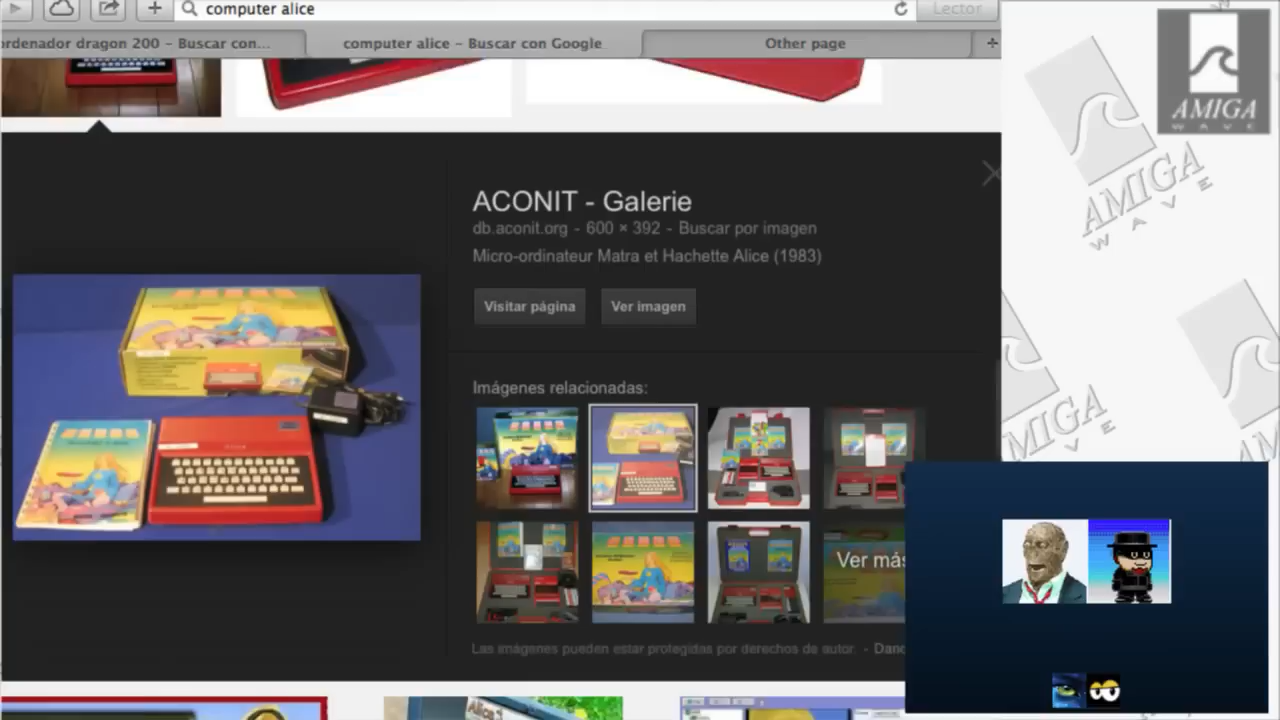 computer alice
Lector
ordenador dragon 200 – Buscar con...
computer alice – Buscar con Google
Other page
ACONIT - Galerie
db.aconit.org - 600 × 392 - Buscar por imagen
Micro-ordinateur Matra et Hachette Alice (1983)
Visitar página
Ver imagen
Imágenes relacionadas:
Ver más
Las imágenes pueden estar protegidas por derechos de autor. - Danos
AMIGA
WAVE
AMIGA
WAVE